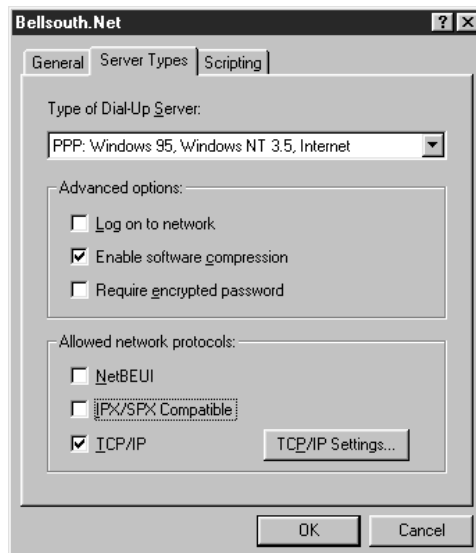 Bellsouth.Net
General Server Types Scripting
Type of Dial-Up Server:
PPP: Windows 95, Windows NT 3.5, Internet
Advanced options:
Log on to network
Enable software compression
Require encrypted password
Allowed network protocols:
NetBEUI
IPX/SPX Compatible
TCP/IP TCP/IP Settings...
OK Cancel